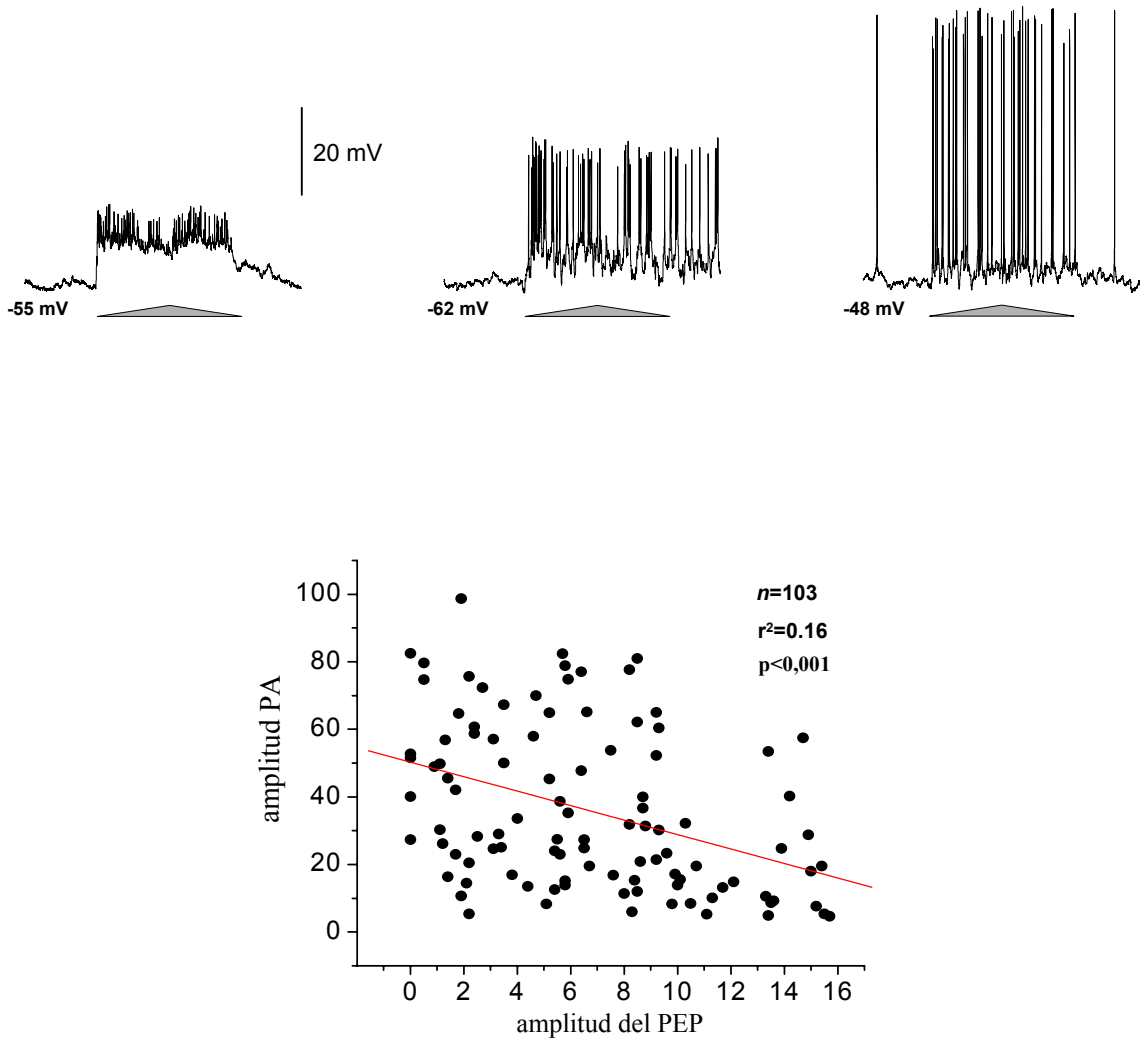 20 mV
-55 mV
-62 mV
-48 mV
n=103
r²=0.16
p<0,001
amplitud PA
100
80
60
40
20
0
0 2 4 6 8 10 12 14 16
amplitud del PEP